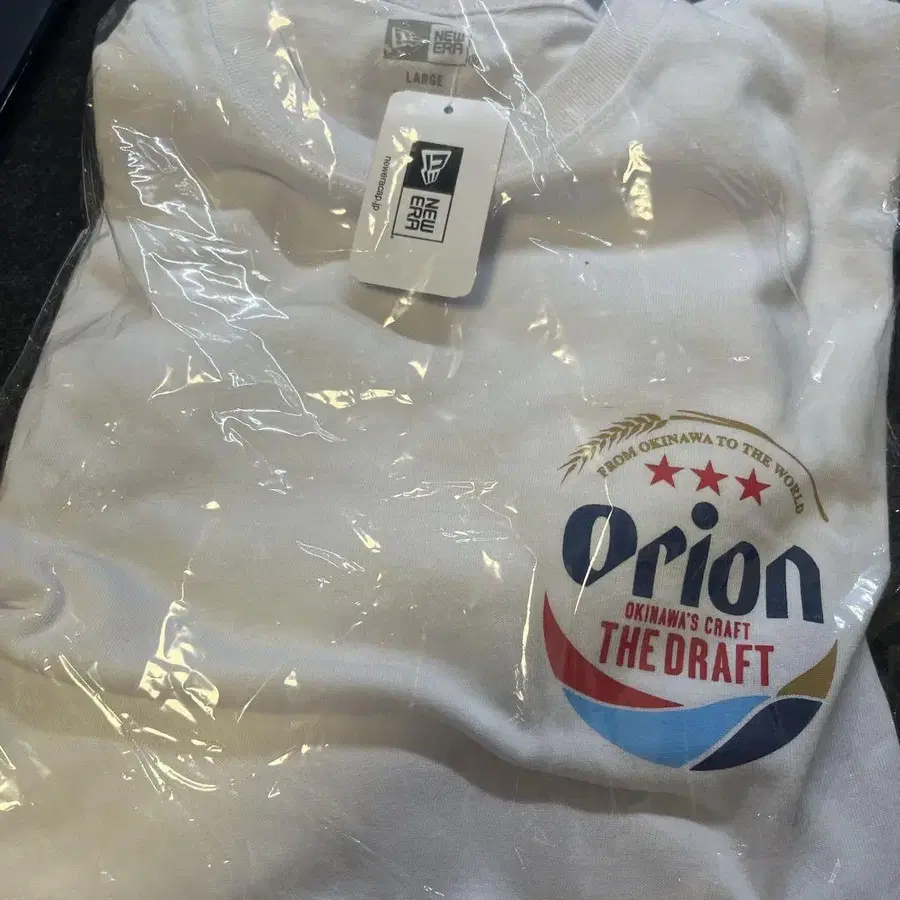 NEW
ERA
LARGE
NEW
ERA
neweracap.jp
FROM OKINAWA TO THE WORLD
Orion
OKINAWA'S CRAFT
THE DRAFT